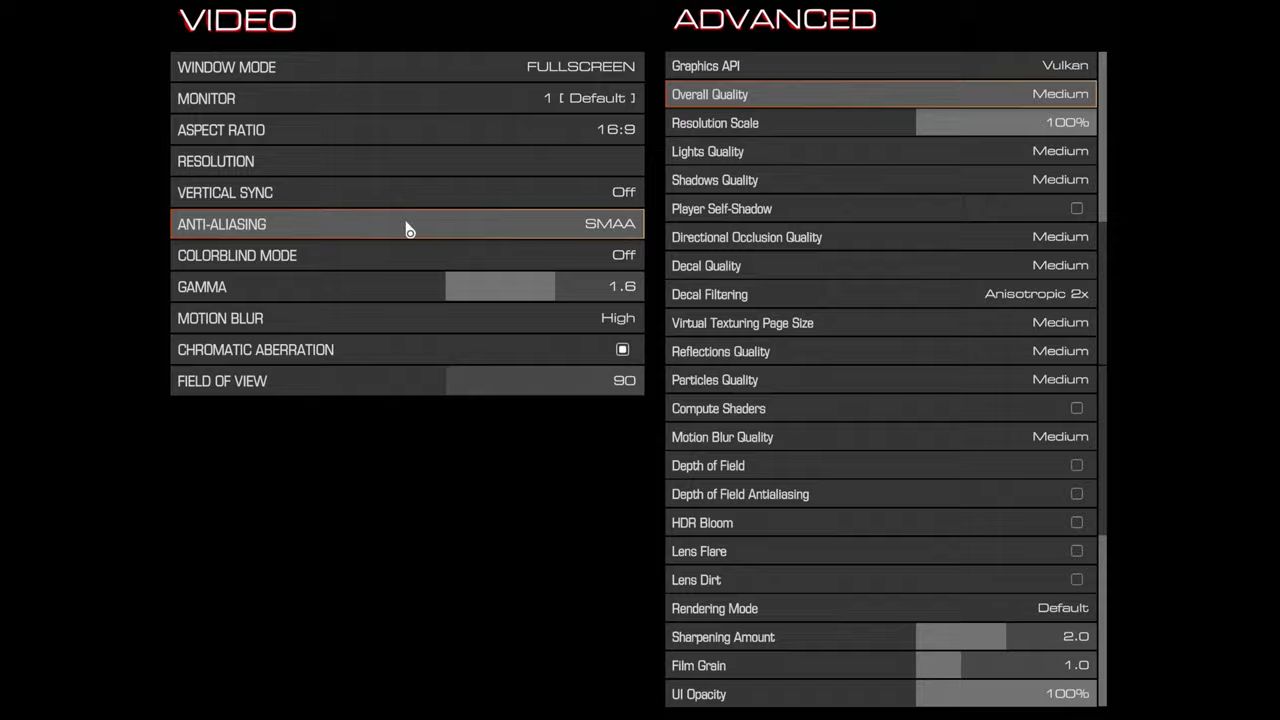 VIDEO
WINDOW MODE FULLSCREEN
MONITOR 1 [ Default ]
ASPECT RATIO 16:9
RESOLUTION
VERTICAL SYNC Off
ANTI-ALIASING SMAA
COLORBLIND MODE Off
GAMMA 1.6
MOTION BLUR High
CHROMATIC ABERRATION
FIELD OF VIEW 90
ADVANCED
Graphics API Vulkan
Overall Quality Medium
Resolution Scale 100%
Lights Quality Medium
Shadows Quality Medium
Player Self-Shadow
Directional Occlusion Quality Medium
Decal Quality Medium
Decal Filtering Anisotropic 2x
Virtual Texturing Page Size Medium
Reflections Quality Medium
Particles Quality Medium
Compute Shaders
Motion Blur Quality Medium
Depth of Field
Depth of Field Antialiasing
HDR Bloom
Lens Flare
Lens Dirt
Rendering Mode Default
Sharpening Amount 2.0
Film Grain 1.0
UI Opacity 100%